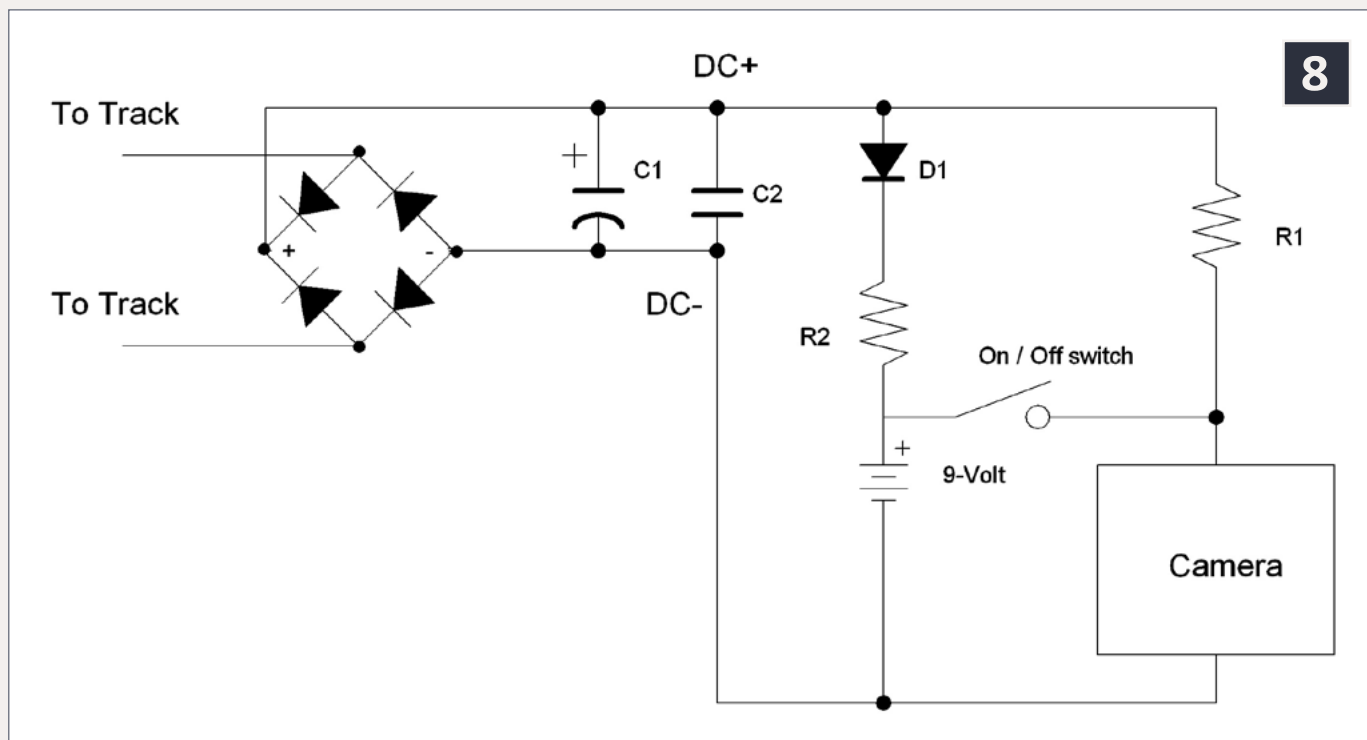 8
DC+
To Track
+
C1
C2
D1
+
-
R1
To Track
DC-
R2
On / Off switch
+
9-Volt
Camera